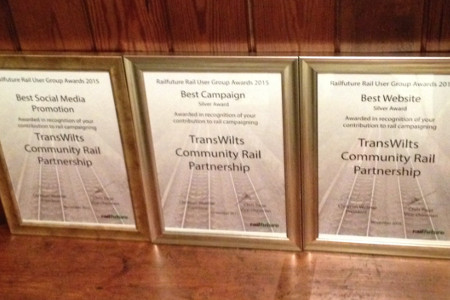 Railfuture Rail User Group Awards 2015
Best Social Media
Promotion
Awarded in recognition of your
contribution to rail campaigning
TransWilts
Community Rail
Partnership
railfuture
Railfuture Rail User Group Awards 2015
Best Campaign
Silver Award
Awarded in recognition of your
contribution to rail campaigning
TransWilts
Community Rail
Partnership
railfuture
Railfuture Rail User Group Awards 201
Best Website
Silver Award
Awarded in recognition of your
contribution to rail campaigning
TransWilts
Community Rail
Partnership
railfuture